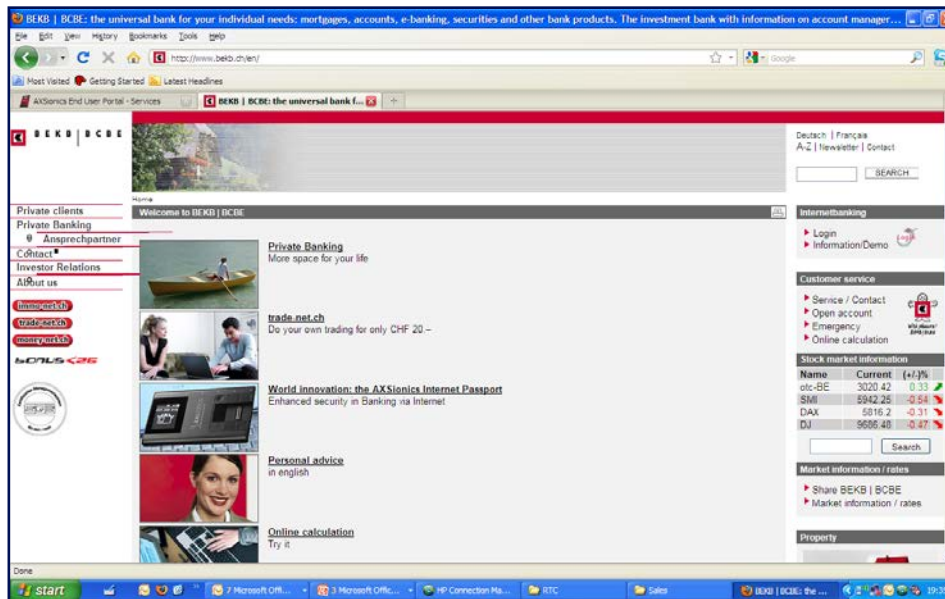 BEKB | BCBE: the universal bank for your individual needs: mortgages, accounts, e-banking, securities and other bank products. The investment bank with information on account manager...
File Edit View History Bookmarks Tools Help
http://www.bekb.ch/en/
Google
Most Visited Getting Started Latest Headlines
AXSionics End User Portal - Services
BEKB | BCBE: the universal bank f...
BEKB | BCBE
Deutsch | Français
A-Z | Newsletter | Contact
SEARCH
Home
Private clients
Private Banking
Ansprechpartner
Contact
Investor Relations
About us
immo-net.ch
trade-net.ch
money-net.ch
bonus <26
SQS
Welcome to BEKB | BCBE
Private Banking
More space for your life
trade.net.ch
Do your own trading for only CHF 20.–
World innovation: the AXSionics Internet Passport
Enhanced security in Banking via Internet
Personal advice
in english
Online calculation
Try it
Internetbanking
Login
Information/Demo
Customer service
Service / Contact
Open account
Emergency
Online calculation
Stock market information
Name Current (+/-)%
otc-BE 3020.42 0.33
SMI 5942.25 -0.54
DAX 5816.2 -0.31
DJ 9686.48 -0.47
Search
Market information / rates
Share BEKB | BCBE
Market information / rates
Property
Done
start
7 Microsoft Offi...
3 Microsoft Offic...
HP Connection Ma...
RTC
Sales
BEKB | BCBE: the ...